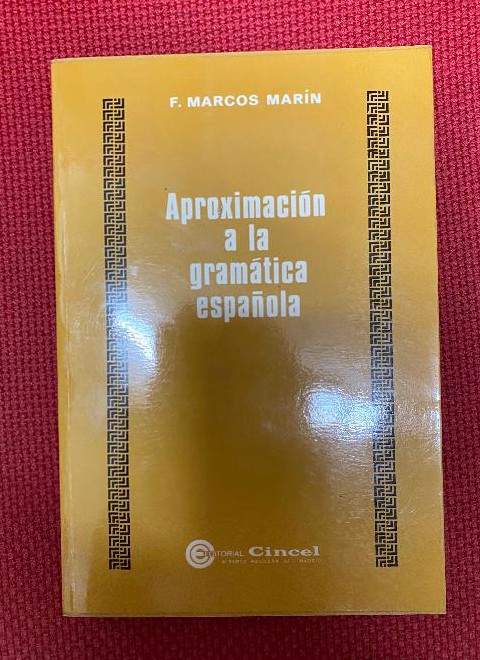 F. MARCOS MARÍN
Aproximación
a la
gramática
española
EDITORIAL Cincel